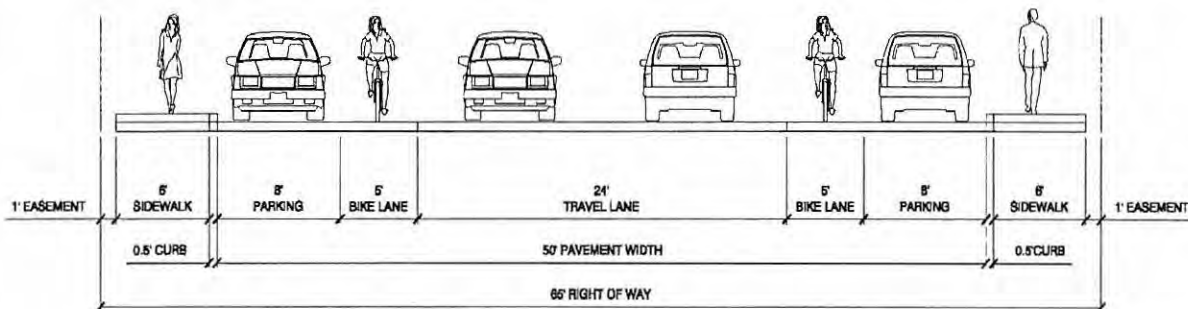 6' 8' 5' 24' 5' 8' 6'
1' EASEMENT SIDEWALK PARKING BIKE LANE TRAVEL LANE BIKE LANE PARKING SIDEWALK 1' EASEMENT
0.5' CURB 50' PAVEMENT WIDTH 0.5' CURB
65' RIGHT OF WAY